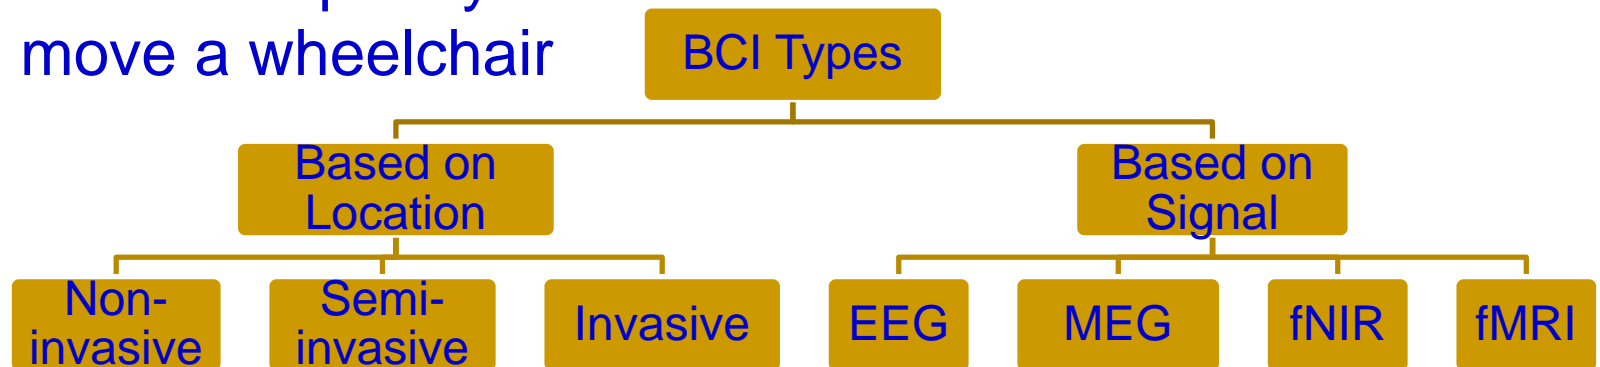 move a wheelchair
BCI Types
Based on
Location
Based on
Signal
Non-
invasive
Semi-
invasive
Invasive
EEG
MEG
fNIR
fMRI